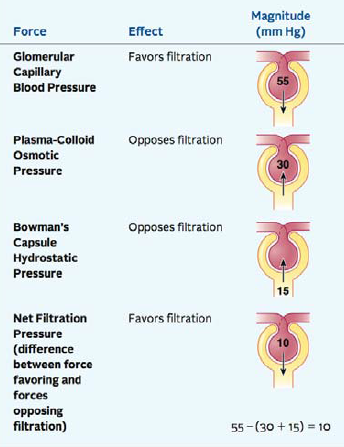 Magnitude
Force Effect (mm Hg)
Glomerular Favors filtration
Capillary
Blood Pressure
55
Plasma-Colloid Opposes filtration
Osmotic
Pressure
30
Bowman's Opposes filtration
Capsule
Hydrostatic
Pressure
15
Net Filtration Favors filtration
Pressure
(difference
between force
favoring and
forces
opposing
filtration)
10
55 – (30 + 15) = 10